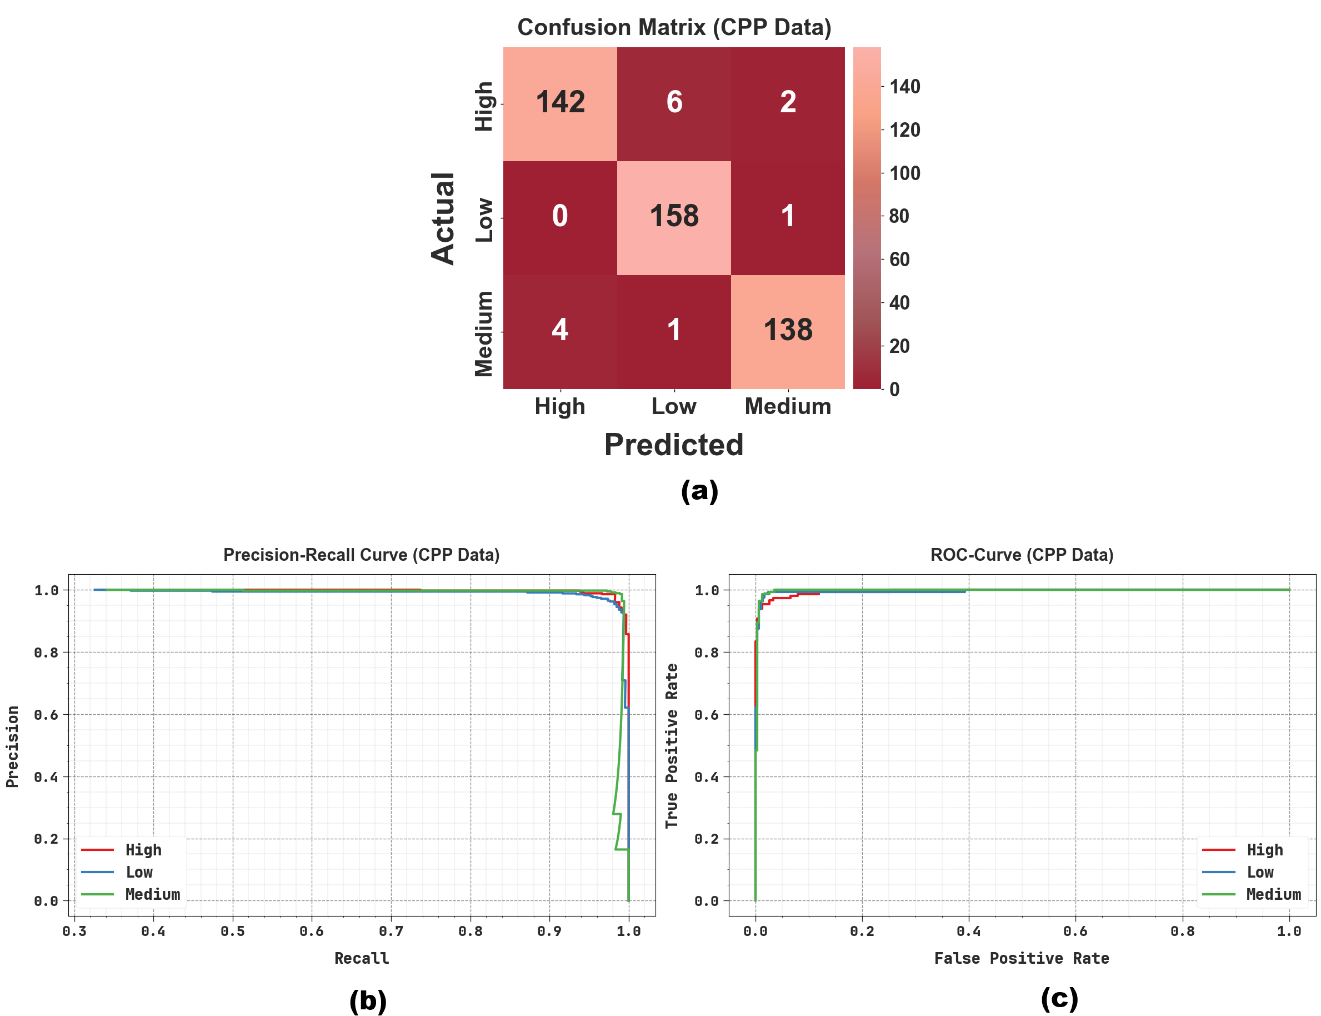 Confusion Matrix (CPP Data)
Actual
High
Low
Medium
142 6 2
0 158 1
4 1 138
High Low Medium
Predicted
140
120
100
80
60
40
20
0
(a)
Precision-Recall Curve (CPP Data)
Precision
1.0
0.8
0.6
0.4
0.2
0.0
High
Low
Medium
0.3 0.4 0.5 0.6 0.7 0.8 0.9 1.0
Recall
(b)
ROC-Curve (CPP Data)
True Positive Rate
1.0
0.8
0.6
0.4
0.2
0.0
High
Low
Medium
0.0 0.2 0.4 0.6 0.8 1.0
False Positive Rate
(c)